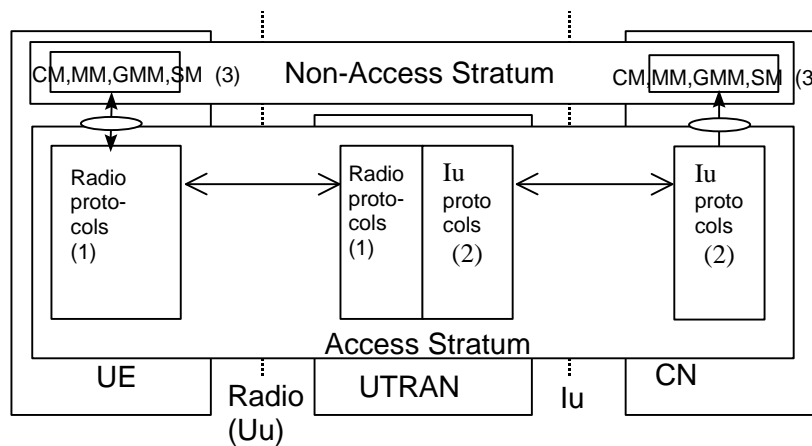 CM,MM,GMM,SM (3)
Non-Access Stratum
CM,MM,GMM,SM (3
Radio
proto-
cols
(1)
Radio
proto-
cols
(1)
Iu
proto
cols
(2)
Iu
proto
cols
(2)
Access Stratum
UE
Radio
(Uu)
UTRAN
Iu
CN